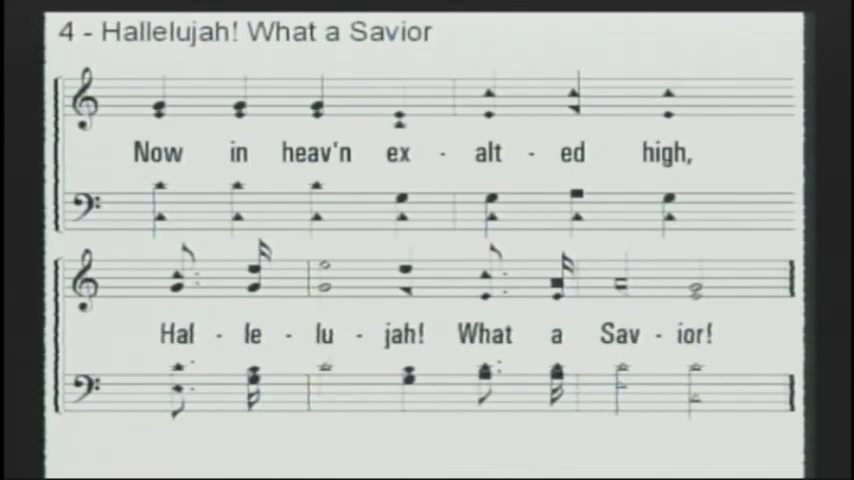 4 - Hallelujah! What a Savior
Now in heav'n ex - alt - ed high,
Hal - le - lu - jah! What a Sav - ior!